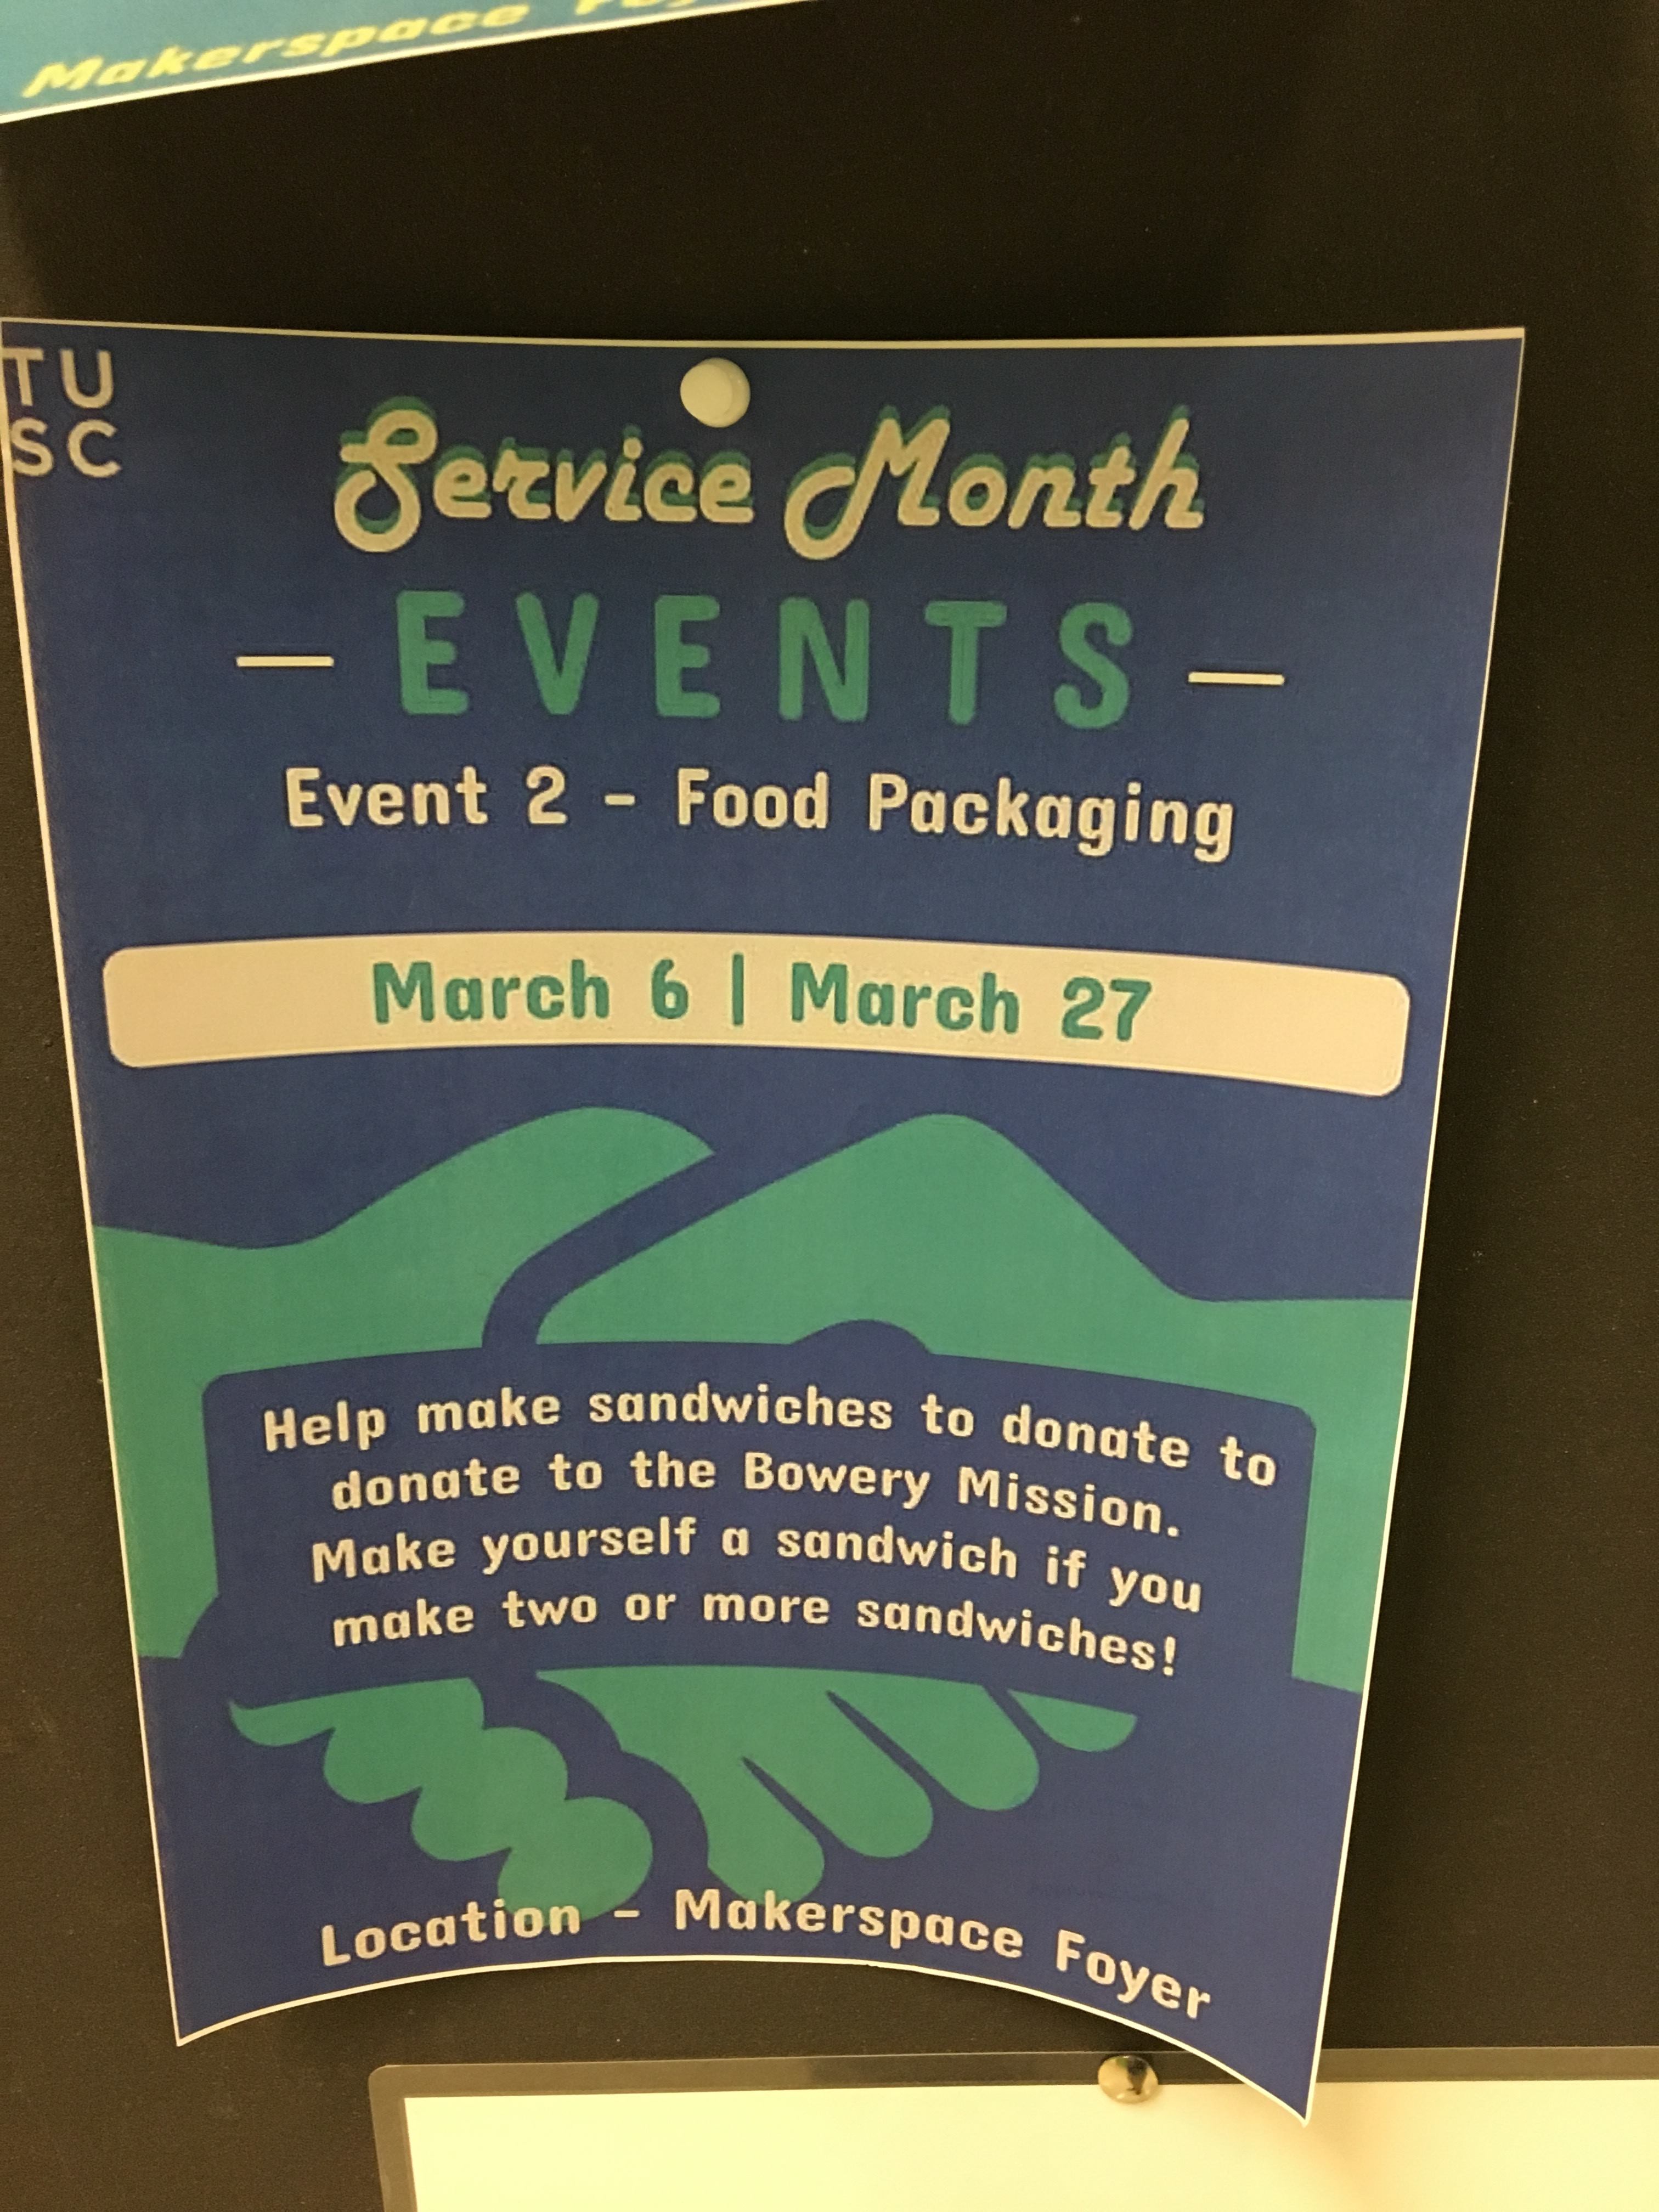 Makerspace
TU
SC
Service Month
EVENTS
Event 2 - Food Packaging
March 6 | March 27
Help make sandwiches to donate to
donate to the Bowery Mission.
Make yourself a sandwich if you
make two or more sandwiches!
Location - Makerspace Foyer